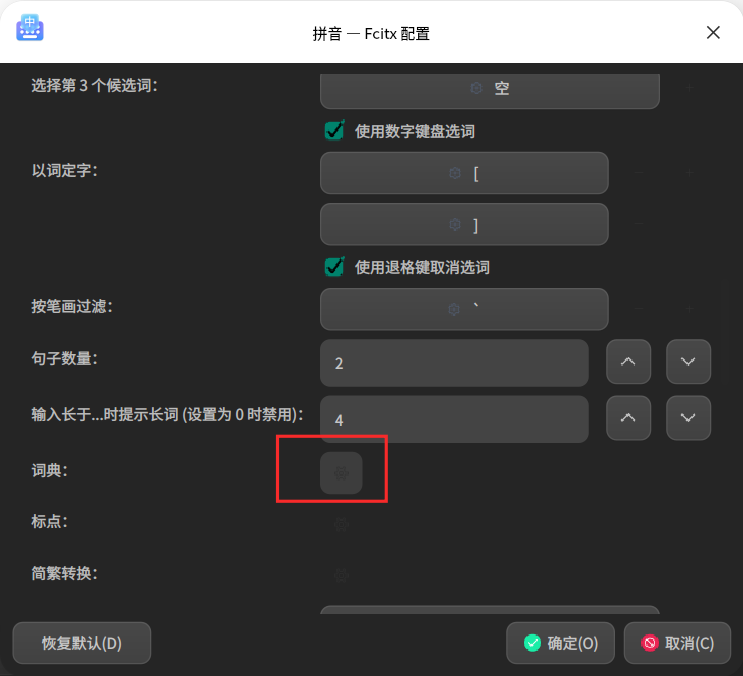 中
拼音 — Fcitx 配置
选择第 3 个候选词：
空
使用数字键盘选词
以词定字：
[
]
使用退格键取消选词
按笔画过滤：
`
句子数量：
2
输入长于...时提示长词 (设置为 0 时禁用)：
4
词典：
标点：
简繁转换：
恢复默认(D)
确定(O)
取消(C)